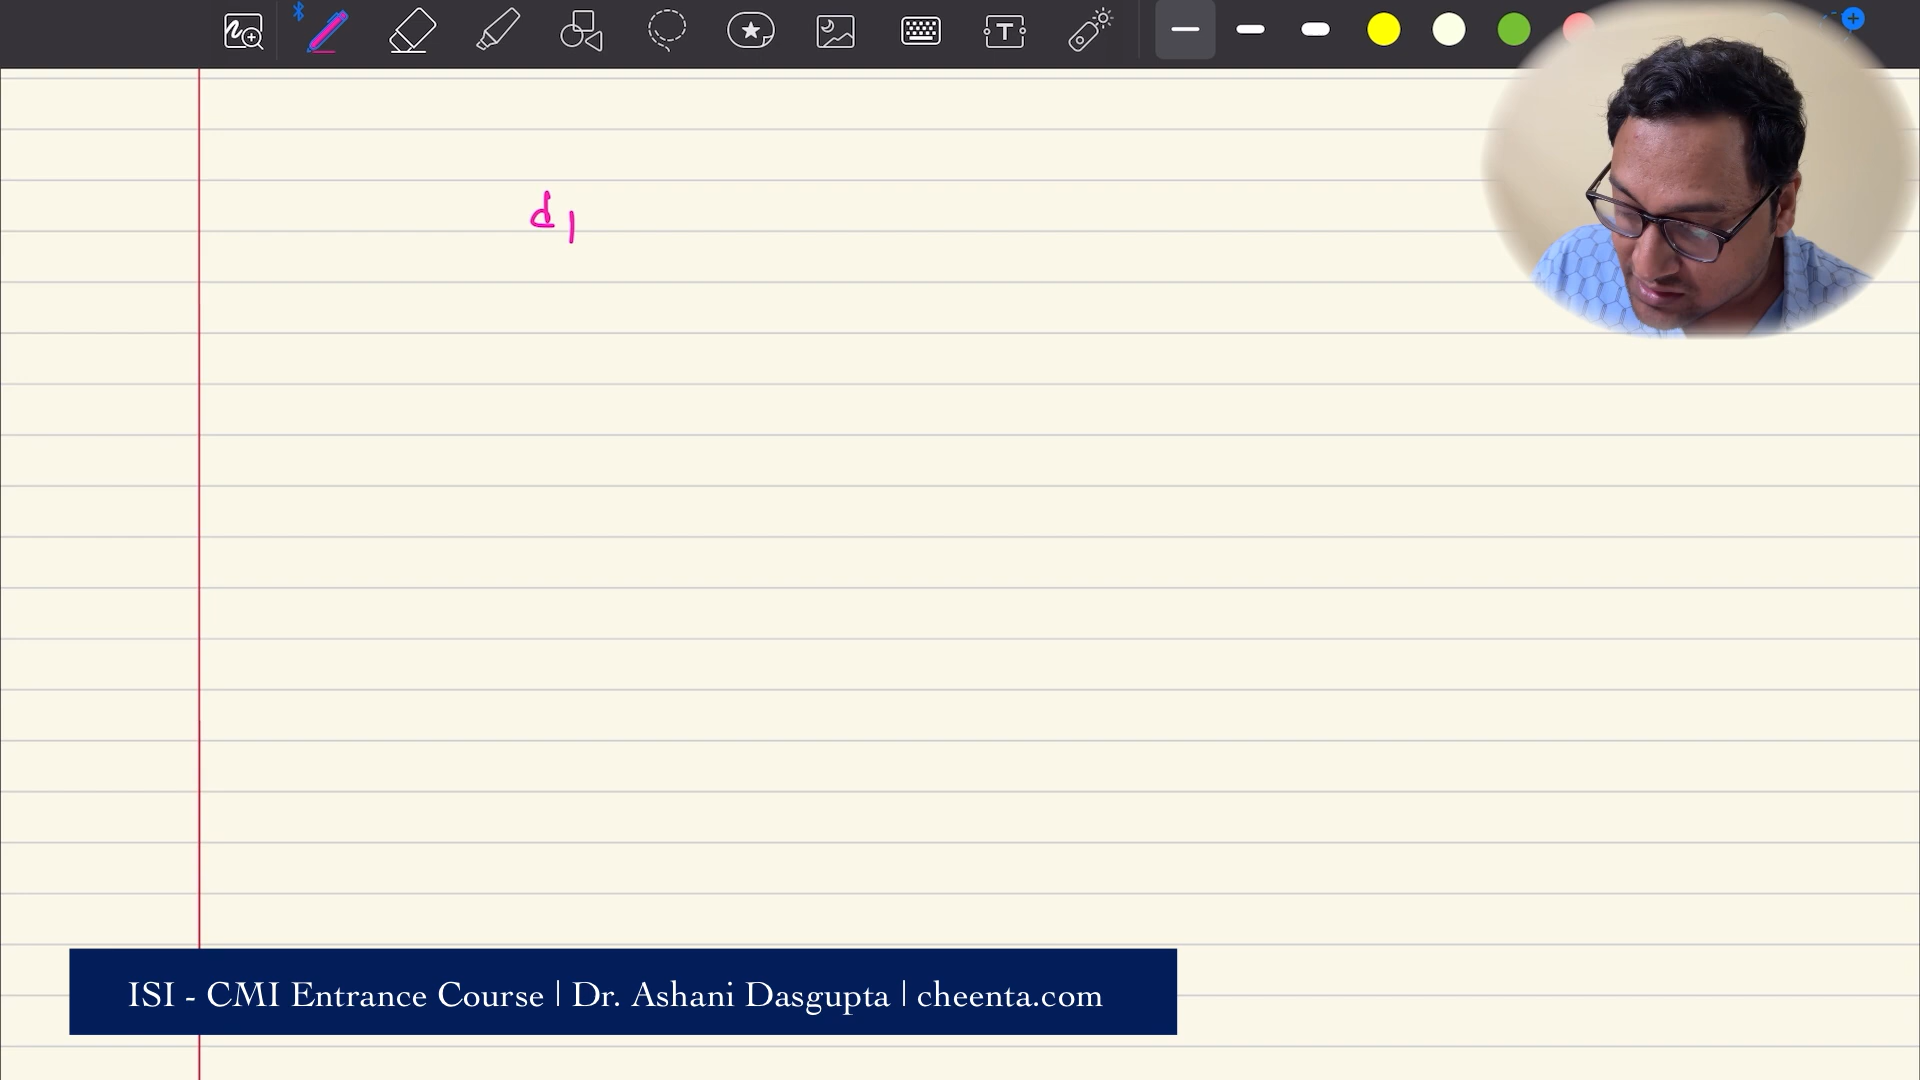 d₁
ISI - CMI Entrance Course | Dr. Ashani Dasgupta | cheenta.com